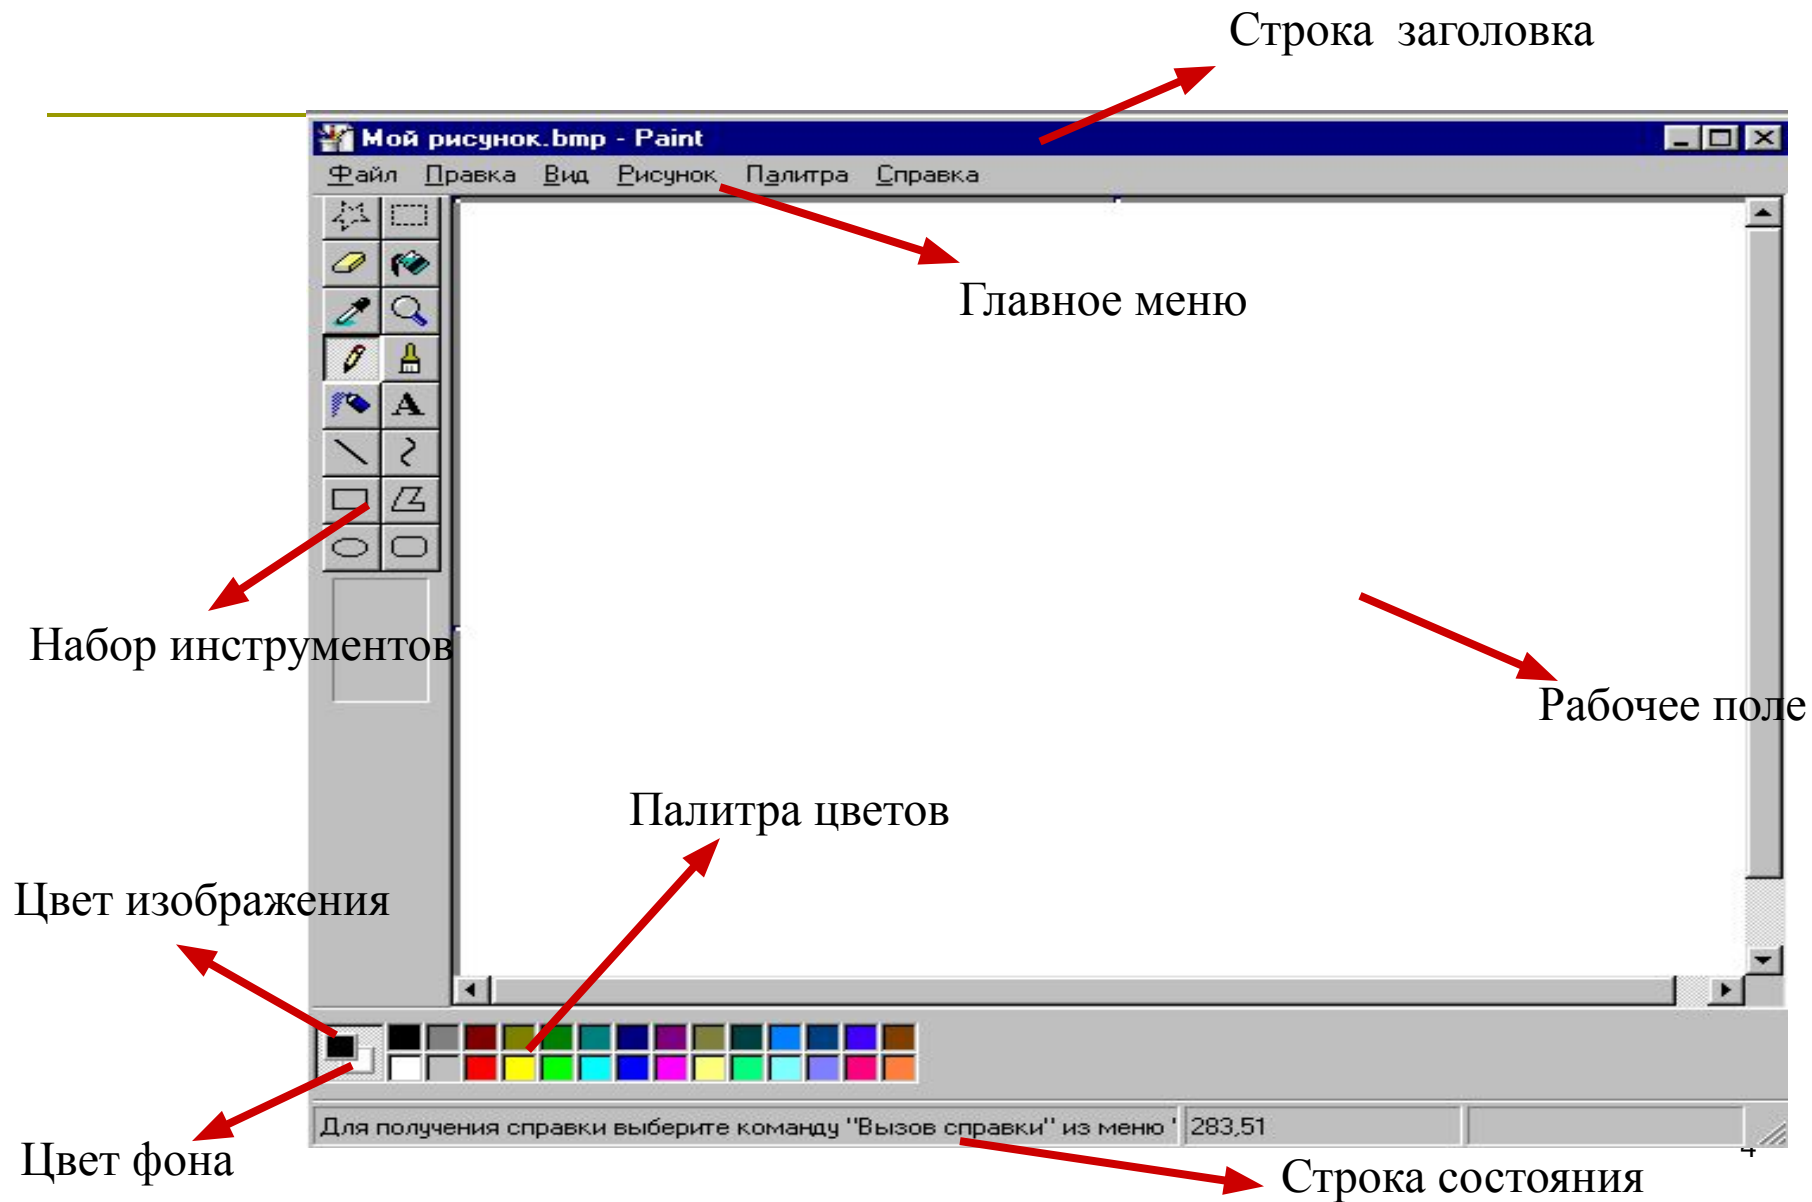 Строка заголовка
Мой рисунок.bmp - Paint
Файл Правка Вид Рисунок Палитра Справка
Главное меню
A
Набор инструментов
Рабочее поле
Палитра цветов
Цвет изображения
Для получения справки выберите команду "Вызов справки" из меню ' 283,51
Цвет фона
4
Строка состояния